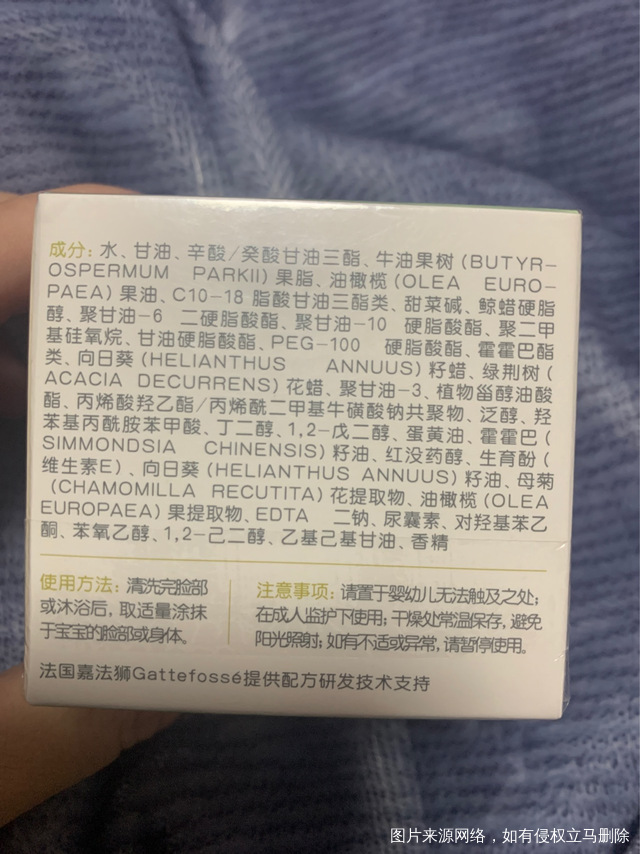 成分: 水、甘油、辛酸/癸酸甘油三酯、牛油果树 (BUTYR-
OSPERMUM PARKII) 果脂、油橄榄 (OLEA EURO-
PAEA) 果油、C10-18 脂酸甘油三酯类、甜菜碱、鲸蜡硬脂
醇、聚甘油-6 二硬脂酸酯、聚甘油-10 硬脂酸酯、聚二甲
基硅氧烷、甘油硬脂酸酯、PEG-100 硬脂酸酯、霍霍巴酯
类、向日葵 (HELIANTHUS ANNUUS) 籽蜡、绿荆树 (
ACACIA DECURRENS) 花蜡、聚甘油-3、植物甾醇油酸
酯、丙烯酸羟乙酯/丙烯酰二甲基牛磺酸钠共聚物、泛醇、羟
苯基丙酰胺苯甲酸、丁二醇、1,2-戊二醇、蛋黄油、霍霍巴 (
SIMMONDSIA CHINENSIS) 籽油、红没药醇、生育酚 (
维生素E) 、向日葵 (HELIANTHUS ANNUUS) 籽油、母菊
(CHAMOMILLA RECUTITA) 花提取物、油橄榄 (OLEA
EUROPAEA) 果提取物、EDTA 二钠、尿囊素、对羟基苯乙
酮、苯氧乙醇、1,2-己二醇、乙基己基甘油、香精
使用方法: 清洗完脸部
或沐浴后, 取适量涂抹
于宝宝的脸部或身体。
注意事项: 请置于婴幼儿无法触及之处;
在成人监护下使用; 干燥处常温保存, 避免
阳光照射; 如有不适或异常, 请暂停使用。
法国嘉法狮Gattefossé提供配方研发技术支持
图片来源网络，如有侵权立马删除